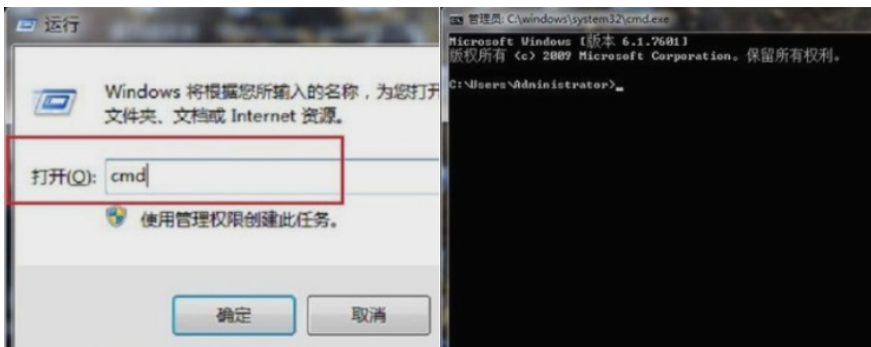 运行
Windows 将根据您所输入的名称，为您打开
文件夹、文档或 Internet 资源。
打开(O): cmd
使用管理权限创建此任务。
确定
取消
管理员: C:\windows\system32\cmd.exe
Microsoft Windows [版本 6.1.7601]
版权所有 (c) 2009 Microsoft Corporation。保留所有权利。
C:\Users\Administrator>_